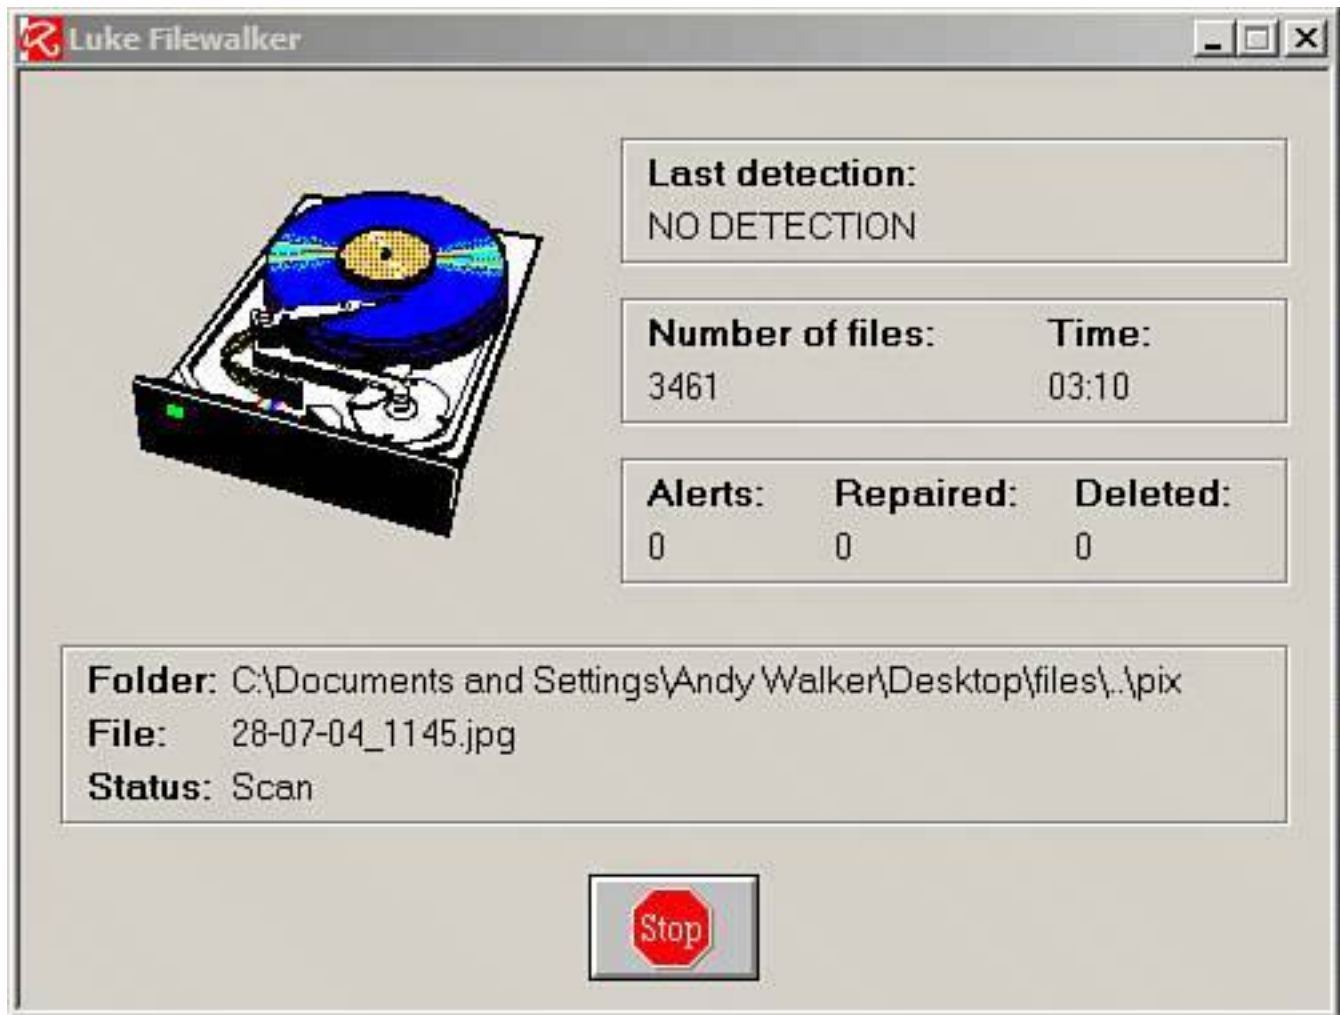 Luke Filewalker
Last detection:
NO DETECTION
Number of files: Time:
3461 03:10
Alerts: Repaired: Deleted:
0 0 0
Folder: C:\Documents and Settings\Andy Walker\Desktop\files\..\pix
File: 28-07-04_1145.jpg
Status: Scan
Stop